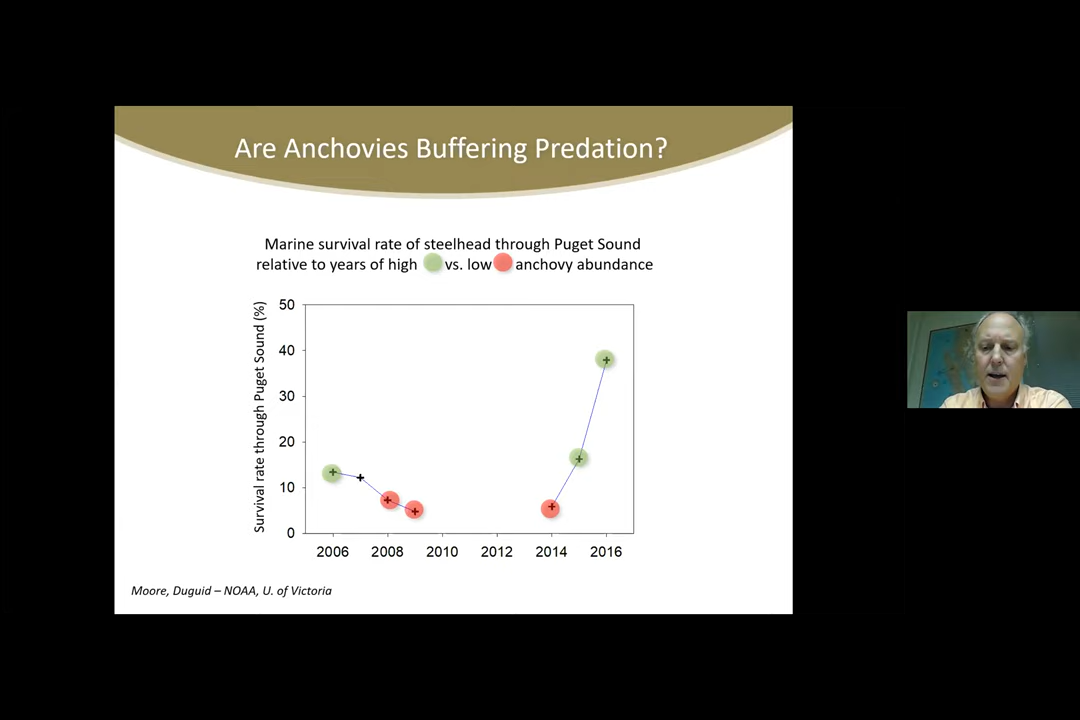 Are Anchovies Buffering Predation?
Marine survival rate of steelhead through Puget Sound
relative to years of high vs. low anchovy abundance
Survival rate through Puget Sound (%)
50
40
30
20
10
0
2006 2008 2010 2012 2014 2016
Moore, Duguid – NOAA, U. of Victoria